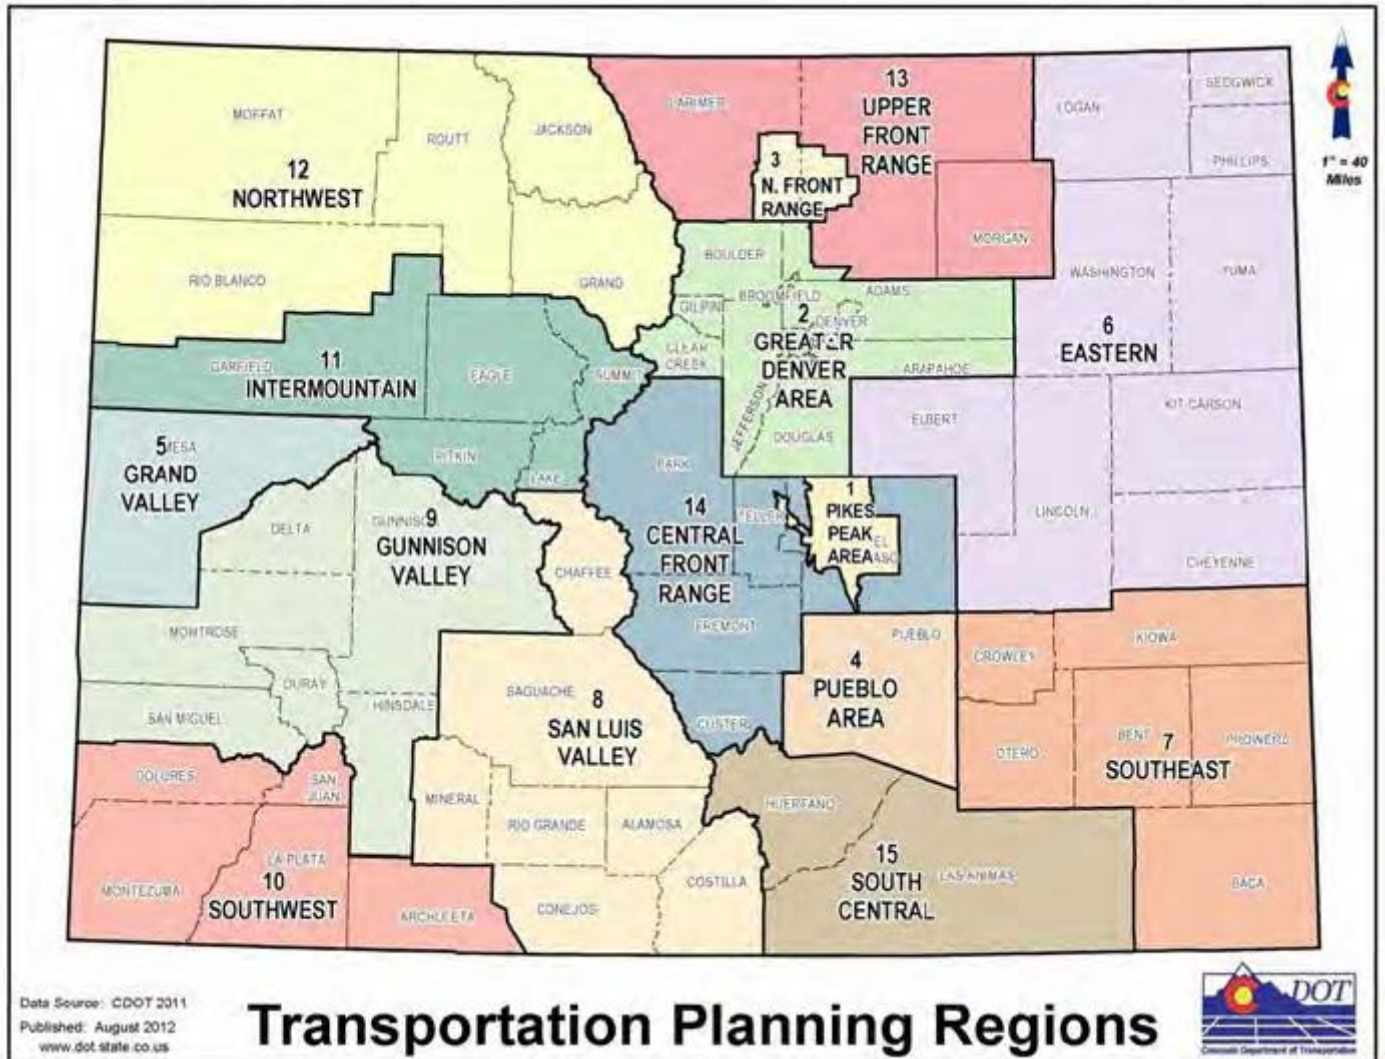 MOFFAT
ROUTT
JACKSON
LARIMER
13
UPPER
FRONT
RANGE
LOGAN
SEDGWICK
PHILLIPS
1" = 40
Miles
12
NORTHWEST
3
N. FRONT
RANGE
MORGAN
RIO BLANCO
GRAND
BOULDER
BROOMFIELD
ADAMS
WASHINGTON
YUMA
GILPIN
2
DENVER
GREATER
DENVER
AREA
CLEAR
CREEK
ARAPAHOE
JEFFERSON
DOUGLAS
6
EASTERN
GARFIELD
11
INTERMOUNTAIN
EAGLE
SUMMIT
ELBERT
KIT CARSON
5
MESA
GRAND
VALLEY
PITKIN
LAKE
PARK
DELTA
GUNNISO
9
GUNNISON
VALLEY
CHAFFEE
14
CENTRAL
FRONT
RANGE
TELLER
1
PIKES
PEAK
AREA
EL
ASO
LINCOLN
CHEYENNE
MONTROSE
OURAY
SAN MIGUEL
HINSDALE
SAGUACHE
8
SAN LUIS
VALLEY
FREMONT
CUSTER
PUEBLO
4
PUEBLO
AREA
CROWLEY
KIOWA
OTERO
BENT
7
PROWERS
SOUTHEAST
DOLORES
SAN
JUAN
MINERAL
RIO GRANDE
ALAMOSA
HUERFANO
MONTEZUMA
LA PLATA
10
SOUTHWEST
ARCHULETA
CONEJOS
COSTILLA
15
SOUTH
CENTRAL
LAS ANIMAS
BACA
Data Source: CDOT 2011
Published: August 2012
www.dot.state.co.us
Transportation Planning Regions
DOT
Colorado Department of Transportation